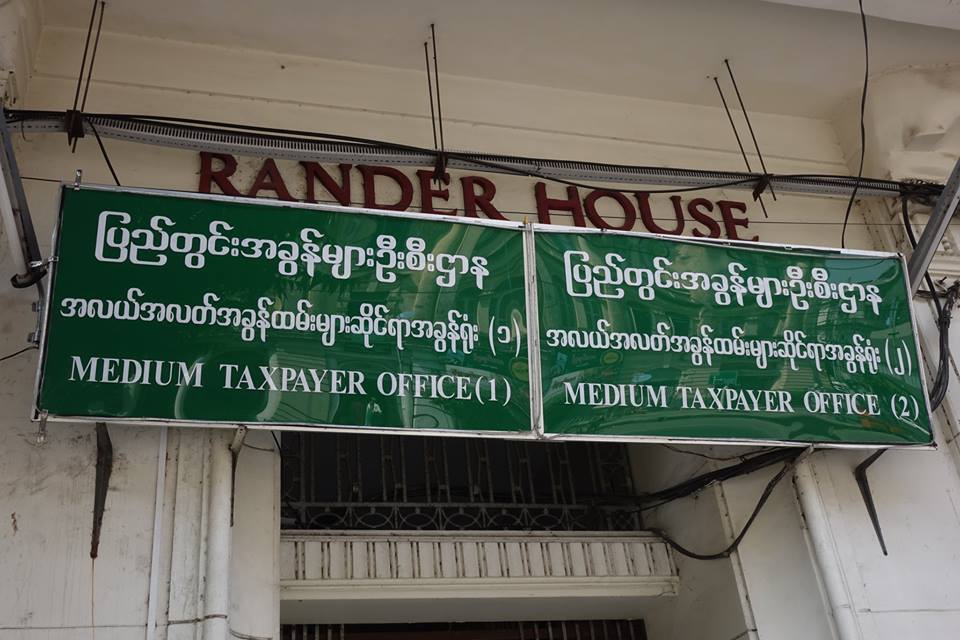 RANDER HOUSE
ပြည်တွင်းအခွန်များဦးစီးဌာန
အလယ်အလတ်အခွန်ထမ်းများဆိုင်ရာအခွန်ရုံး (၁)
MEDIUM TAXPAYER OFFICE (1)
ပြည်တွင်းအခွန်များဦးစီးဌာန
အလယ်အလတ်အခွန်ထမ်းများဆိုင်ရာအခွန်ရုံး (၂)
MEDIUM TAXPAYER OFFICE (2)